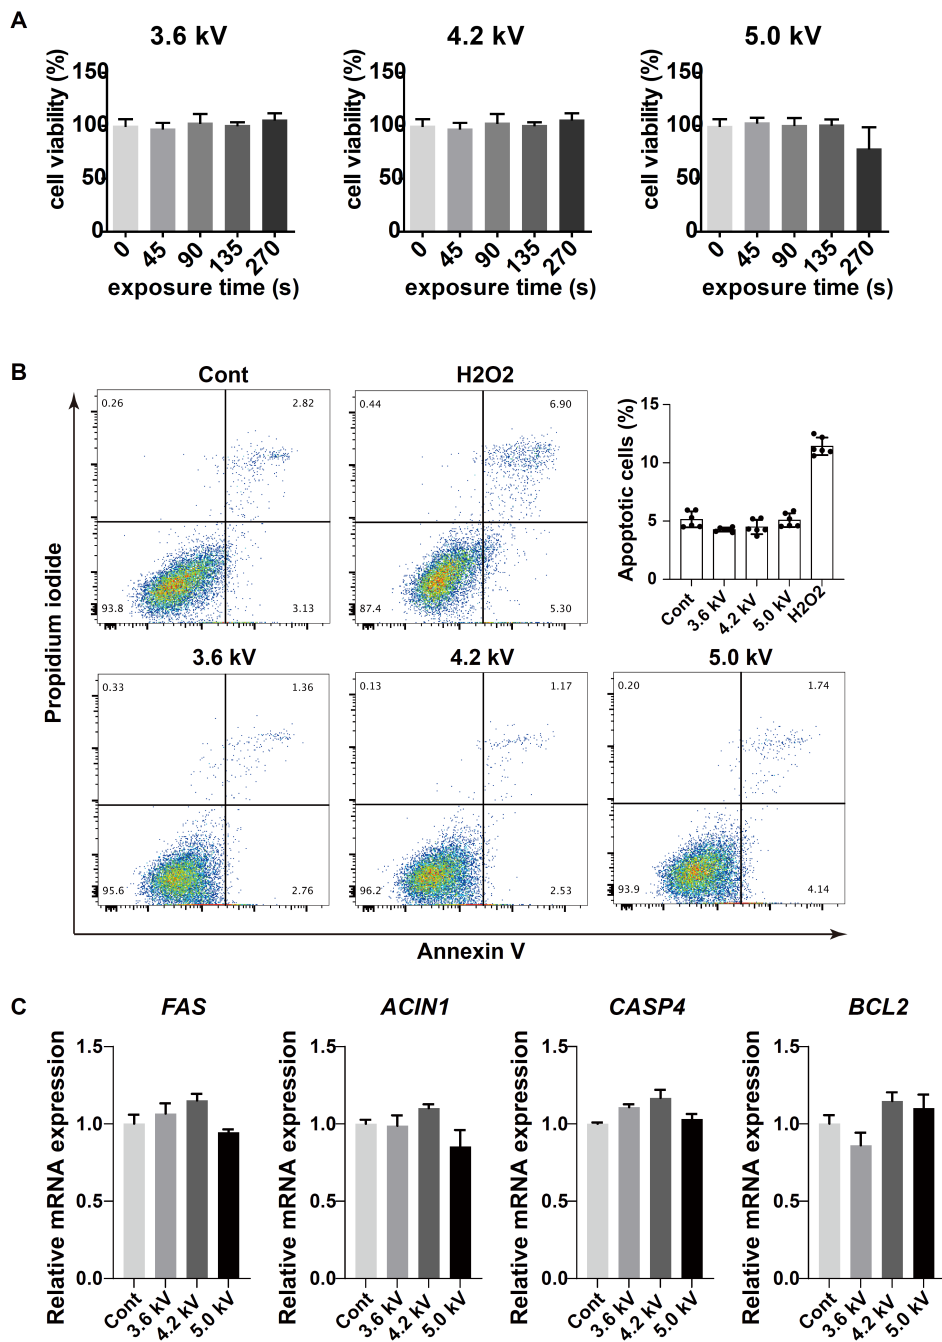 A
3.6 kV 4.2 kV 5.0 kV
cell viability (%)
150
100
50
0
0 45 90 135 270
exposure time (s)
cell viability (%)
150
100
50
0
0 45 90 135 270
exposure time (s)
cell viability (%)
150
100
50
0
0 45 90 135 270
exposure time (s)
B
Propidium iodide
Cont
0.26 2.82
93.8 3.13
H2O2
0.44 6.90
87.4 5.30
Apoptotic cells (%)
15
10
5
0
Cont 3.6 kV 4.2 kV 5.0 kV H2O2
3.6 kV
0.33 1.36
95.6 2.76
4.2 kV
0.13 1.17
96.2 2.53
5.0 kV
0.20 1.74
93.9 4.14
Annexin V
C
FAS
Relative mRNA expression
1.5
1.0
0.5
0.0
Cont 3.6 kV 4.2 kV 5.0 kV
ACIN1
Relative mRNA expression
1.5
1.0
0.5
0.0
Cont 3.6 kV 4.2 kV 5.0 kV
CASP4
Relative mRNA expression
1.5
1.0
0.5
0.0
Cont 3.6 kV 4.2 kV 5.0 kV
BCL2
Relative mRNA expression
1.5
1.0
0.5
0.0
Cont 3.6 kV 4.2 kV 5.0 kV